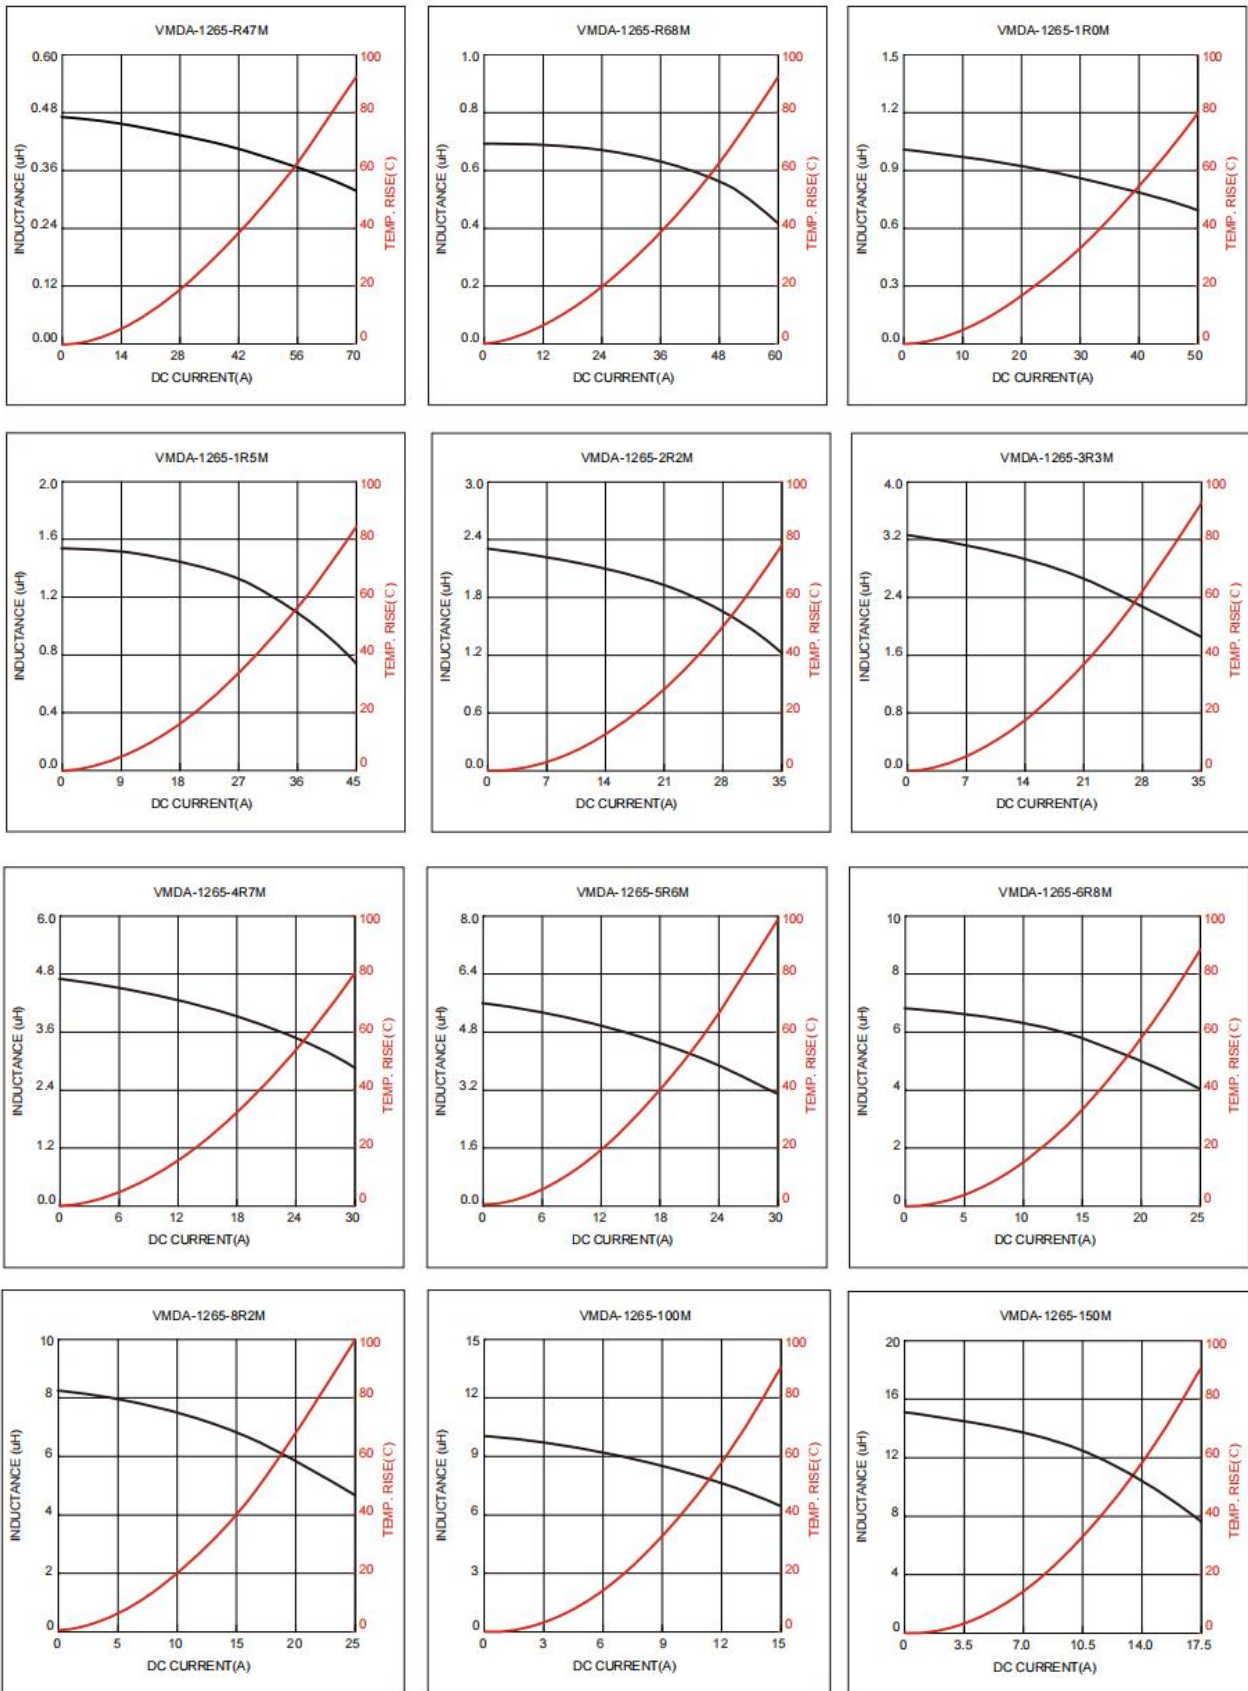 VMDA-1265-R47M
0.60
0.48
0.36
0.24
0.12
0.00
INDUCTANCE (uH)
100
80
60
40
20
0
TEMP. RISE(℃)
0 14 28 42 56 70
DC CURRENT(A)
VMDA-1265-R68M
1.0
0.8
0.6
0.4
0.2
0.0
INDUCTANCE (uH)
100
80
60
40
20
0
TEMP. RISE(℃)
0 12 24 36 48 60
DC CURRENT(A)
VMDA-1265-1R0M
1.5
1.2
0.9
0.6
0.3
0.0
INDUCTANCE (uH)
100
80
60
40
20
0
TEMP. RISE(℃)
0 10 20 30 40 50
DC CURRENT(A)
VMDA-1265-1R5M
2.0
1.6
1.2
0.8
0.4
0.0
INDUCTANCE (uH)
100
80
60
40
20
0
TEMP. RISE(℃)
0 9 18 27 36 45
DC CURRENT(A)
VMDA-1265-2R2M
3.0
2.4
1.8
1.2
0.6
0.0
INDUCTANCE (uH)
100
80
60
40
20
0
TEMP. RISE(℃)
0 7 14 21 28 35
DC CURRENT(A)
VMDA-1265-3R3M
4.0
3.2
2.4
1.6
0.8
0.0
INDUCTANCE (uH)
100
80
60
40
20
0
TEMP. RISE(℃)
0 7 14 21 28 35
DC CURRENT(A)
VMDA-1265-4R7M
6.0
4.8
3.6
2.4
1.2
0.0
INDUCTANCE (uH)
100
80
60
40
20
0
TEMP. RISE(℃)
0 6 12 18 24 30
DC CURRENT(A)
VMDA-1265-5R6M
8.0
6.4
4.8
3.2
1.6
0.0
INDUCTANCE (uH)
100
80
60
40
20
0
TEMP. RISE(℃)
0 6 12 18 24 30
DC CURRENT(A)
VMDA-1265-6R8M
10
8
6
4
2
0
INDUCTANCE (uH)
100
80
60
40
20
0
TEMP. RISE(℃)
0 5 10 15 20 25
DC CURRENT(A)
VMDA-1265-8R2M
10
8
6
4
2
0
INDUCTANCE (uH)
100
80
60
40
20
0
TEMP. RISE(℃)
0 5 10 15 20 25
DC CURRENT(A)
VMDA-1265-100M
15
12
9
6
3
0
INDUCTANCE (uH)
100
80
60
40
20
0
TEMP. RISE(℃)
0 3 6 9 12 15
DC CURRENT(A)
VMDA-1265-150M
20
16
12
8
4
0
INDUCTANCE (uH)
100
80
60
40
20
0
TEMP. RISE(℃)
0 3.5 7.0 10.5 14.0 17.5
DC CURRENT(A)